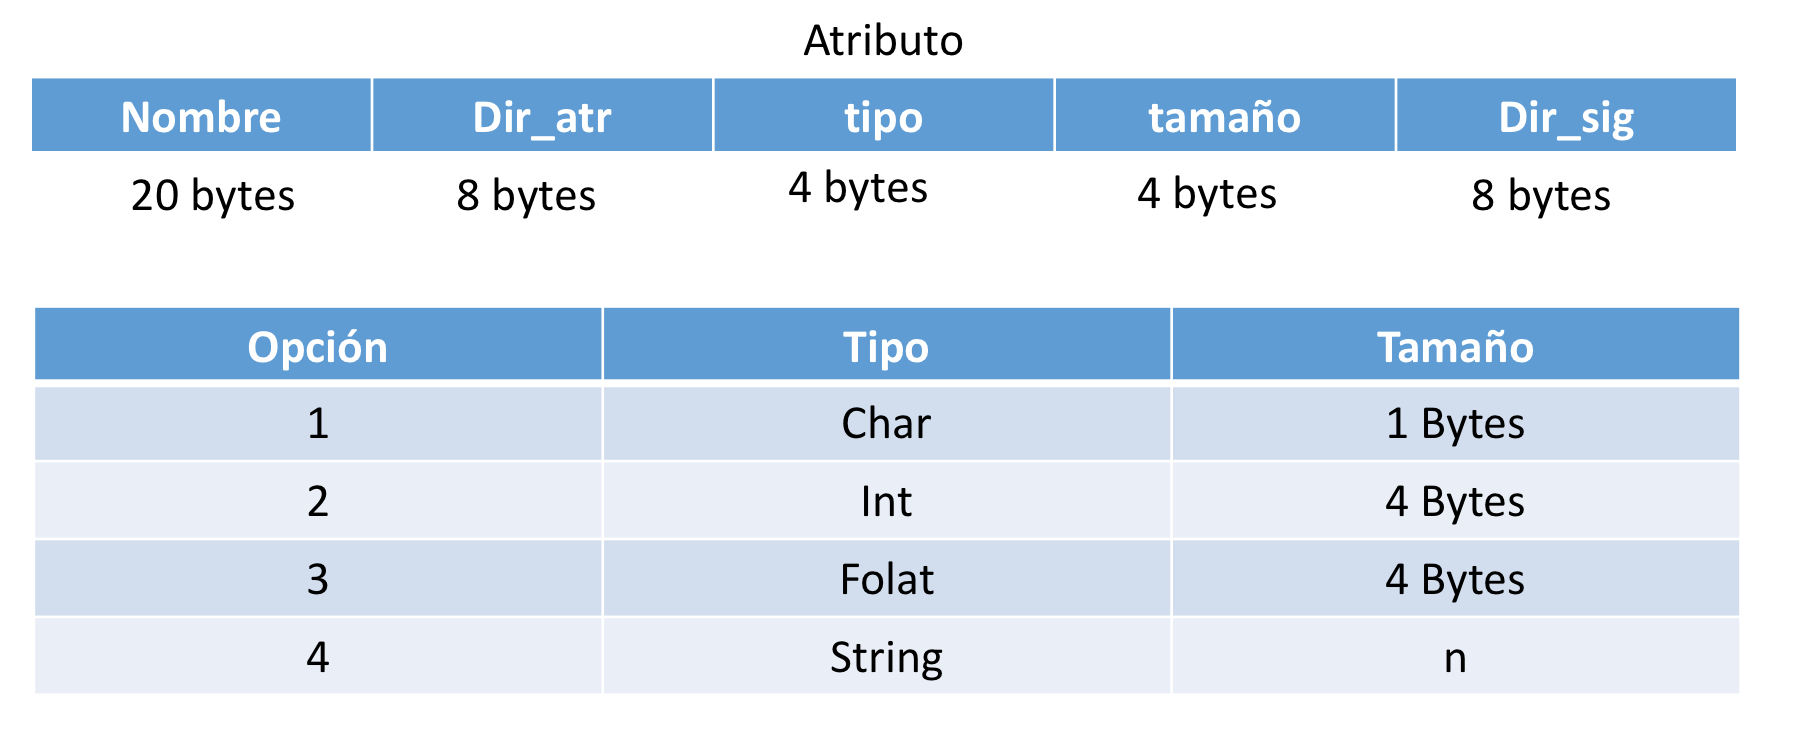 Atributo
Nombre Dir_atr tipo tamaño Dir_sig
20 bytes 8 bytes 4 bytes 4 bytes 8 bytes
Opción Tipo Tamaño
1 Char 1 Bytes
2 Int 4 Bytes
3 Folat 4 Bytes
4 String n